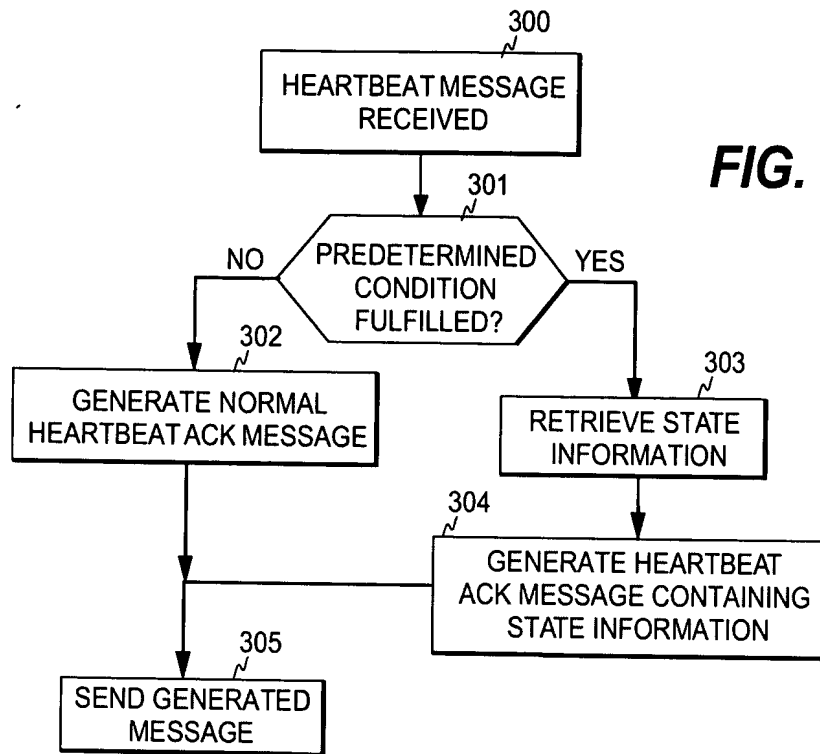 300
HEARTBEAT MESSAGE
RECEIVED
FIG.
301
PREDETERMINED
CONDITION
FULFILLED?
NO
YES
302
GENERATE NORMAL
HEARTBEAT ACK MESSAGE
303
RETRIEVE STATE
INFORMATION
304
GENERATE HEARTBEAT
ACK MESSAGE CONTAINING
STATE INFORMATION
305
SEND GENERATED
MESSAGE